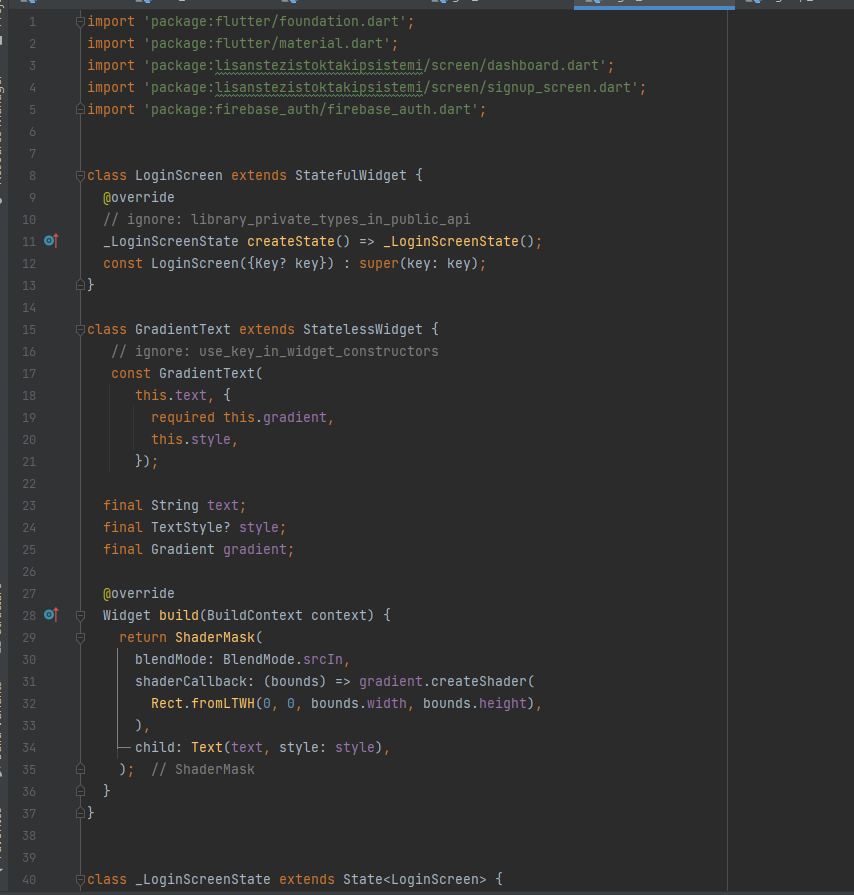 1 import 'package:flutter/foundation.dart';
2 import 'package:flutter/material.dart';
3 import 'package:lisanstezistoktakipsistemi/screen/dashboard.dart';
4 import 'package:lisanstezistoktakipsistemi/screen/signup_screen.dart';
5 import 'package:firebase_auth/firebase_auth.dart';
6
7
8 class LoginScreen extends StatefulWidget {
9   @override
10   // ignore: library_private_types_in_public_api
11   _LoginScreenState createState() => _LoginScreenState();
12   const LoginScreen({Key? key}) : super(key: key);
13 }
14
15 class GradientText extends StatelessWidget {
16    // ignore: use_key_in_widget_constructors
17    const GradientText(
18       this.text, {
19         required this.gradient,
20         this.style,
21       });
22
23   final String text;
24   final TextStyle? style;
25   final Gradient gradient;
26
27   @override
28   Widget build(BuildContext context) {
29     return ShaderMask(
30       blendMode: BlendMode.srcIn,
31       shaderCallback: (bounds) => gradient.createShader(
32         Rect.fromLTWH(0, 0, bounds.width, bounds.height),
33       ),
34       child: Text(text, style: style),
35     );  // ShaderMask
36   }
37 }
38
39
40 class _LoginScreenState extends State<LoginScreen> {